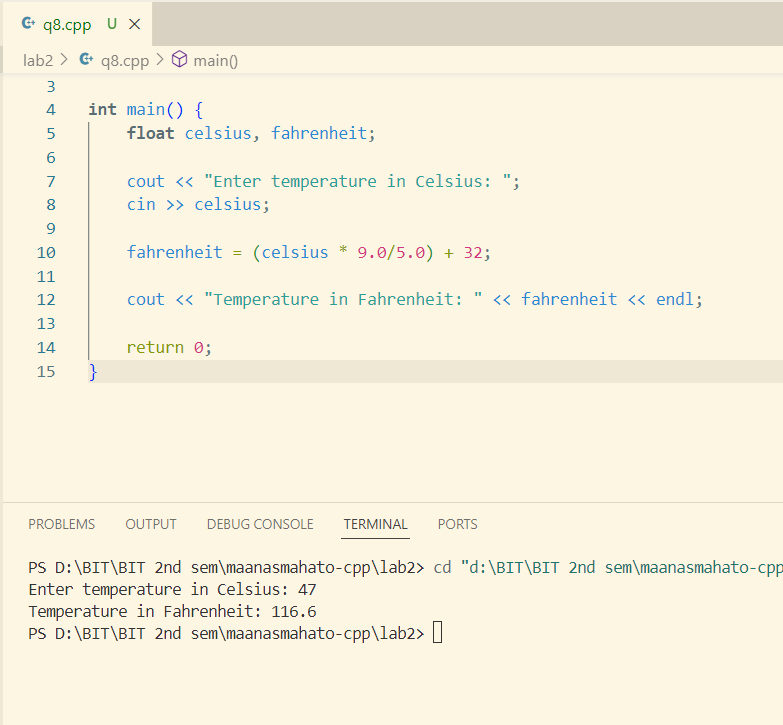 q8.cpp U
lab2 > q8.cpp > main()
3
4 int main() {
5 float celsius, fahrenheit;
6
7 cout << "Enter temperature in Celsius: ";
8 cin >> celsius;
9
10 fahrenheit = (celsius * 9.0/5.0) + 32;
11
12 cout << "Temperature in Fahrenheit: " << fahrenheit << endl;
13
14 return 0;
15 }
PROBLEMS OUTPUT DEBUG CONSOLE TERMINAL PORTS
PS D:\BIT\BIT 2nd sem\maanasmahato-cpp\lab2> cd "d:\BIT\BIT 2nd sem\maanasmahato-cpp
Enter temperature in Celsius: 47
Temperature in Fahrenheit: 116.6
PS D:\BIT\BIT 2nd sem\maanasmahato-cpp\lab2>